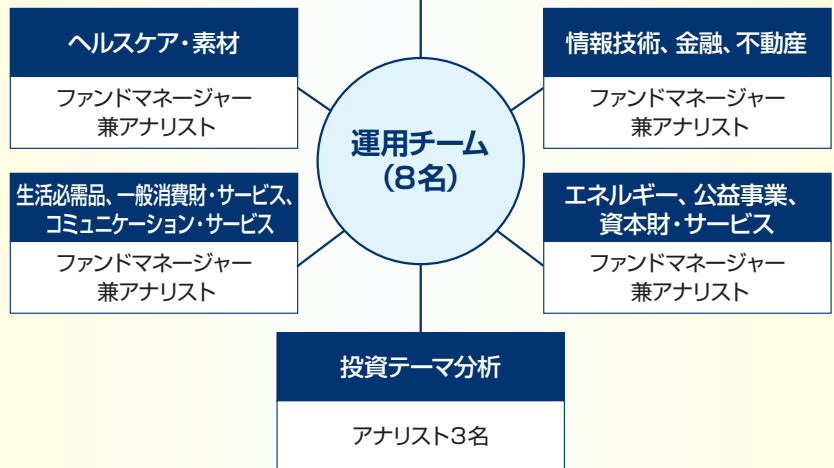 ヘルスケア・素材
ファンドマネージャー
兼アナリスト
情報技術、金融、不動産
ファンドマネージャー
兼アナリスト
運用チーム
（8名）
生活必需品、一般消費財・サービス、
コミュニケーション・サービス
ファンドマネージャー
兼アナリスト
エネルギー、公益事業、
資本財・サービス
ファンドマネージャー
兼アナリスト
投資テーマ分析
アナリスト3名